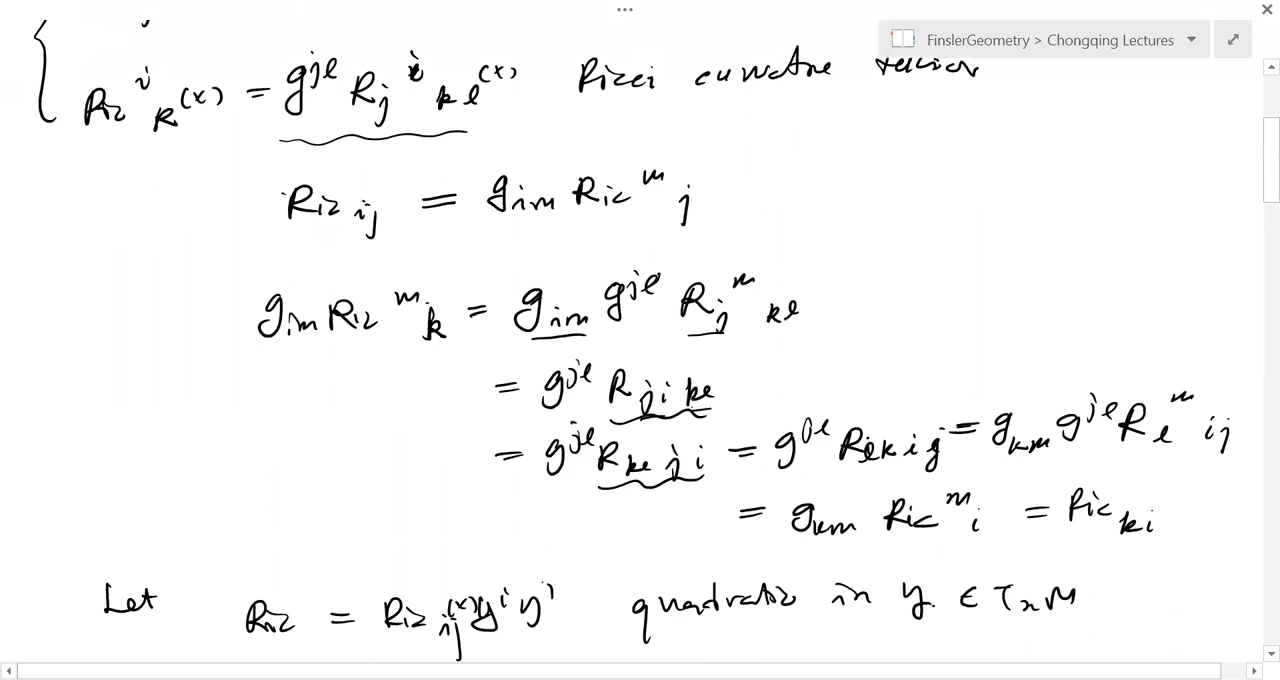 FinslerGeometry > Chongqing Lectures
Ric^i_k(x) = g^{jl} R_j^i_{kl}(x) Ricci curvature tensor
Ric_{ij} = g_{im} Ric^m_j
g_{im} Ric^m_k = g_{im} g^{jl} R_j^m_{kl}
= g^{jl} R_{jikl}
= g^{jl} R_{klji} = g^{jl} R_{lkij} = g_{km} g^{jl} R_l^m_{ij}
= g_{km} Ric^m_i = Ric_{ki}
Let Ric = Ric_{ij}(x) y^i y^j quadratic in y ∈ T_xM